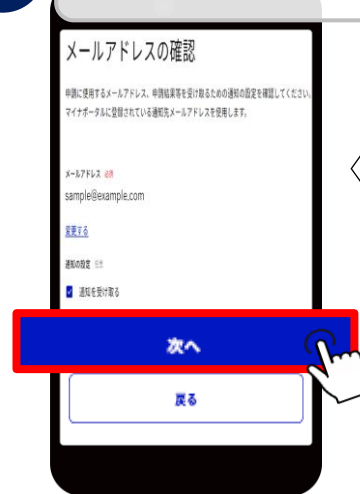 メールアドレスの確認
申請に使用するメールアドレス、申請結果等を受け取るための通知の設定を確認してください。
マイナポータルに登録されている通知先メールアドレスを使用します。
メールアドレス 必須
sample@example.com
変更する
通知の設定 任意
通知を受け取る
次へ
戻る